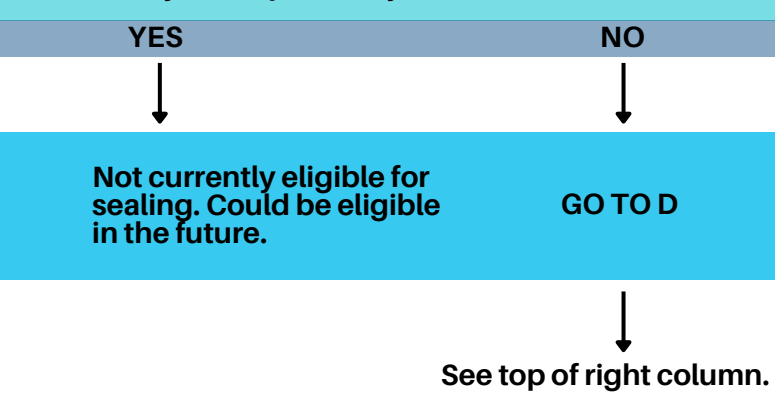 YES
NO
Not currently eligible for
sealing. Could be eligible
in the future.
GO TO D
See top of right column.